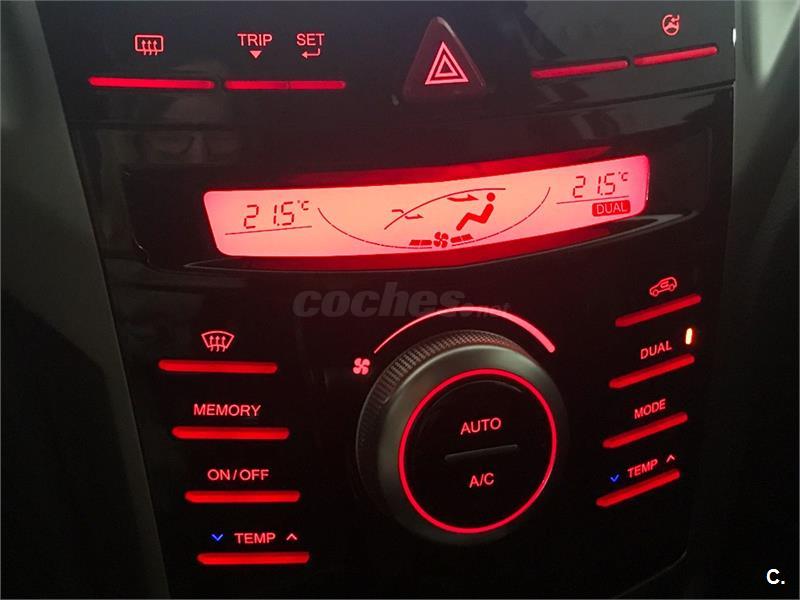 TRIP SET
21.5°C 21.5°C
DUAL
coches.net
DUAL
MEMORY
MODE
AUTO
ON/OFF
A/C
TEMP
TEMP
C.